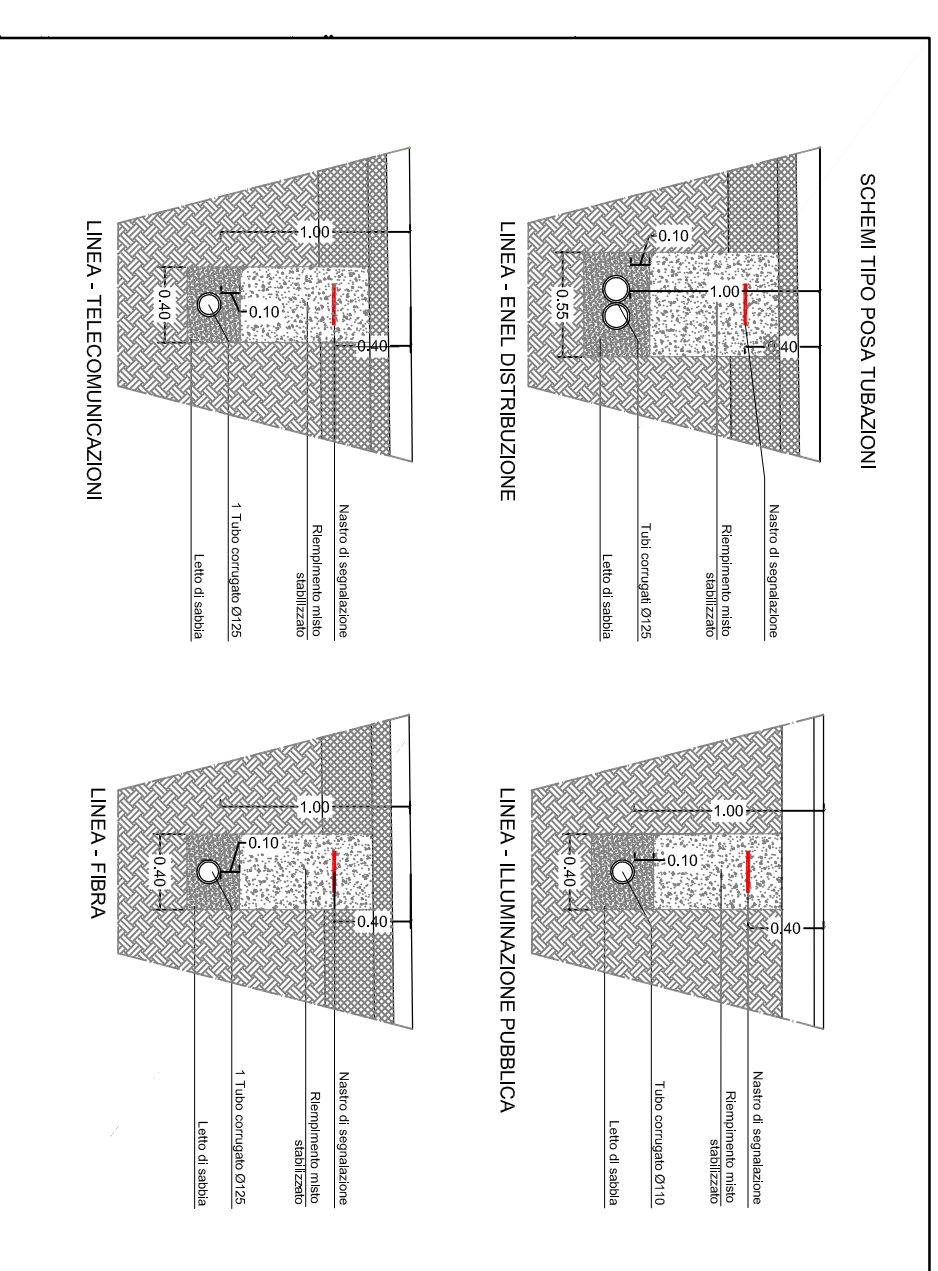 SCHEMI TIPO POSA TUBAZIONI
0.10
1.00
0.40
0.55
Nastro di segnalazione
Riempimento misto
stabilizzato
Tubi corrugati Ø125
Letto di sabbia
LINEA - ENEL DISTRIBUZIONE
1.00
0.10
0.40
0.40
Nastro di segnalazione
Riempimento misto
stabilizzato
Tubo corrugato Ø110
Letto di sabbia
LINEA - ILLUMINAZIONE PUBBLICA
1.00
0.10
0.40
0.40
Nastro di segnalazione
Riempimento misto
stabilizzato
1 Tubo corrugato Ø125
Letto di sabbia
LINEA - TELECOMUNICAZIONI
1.00
0.10
0.40
0.40
Nastro di segnalazione
Riempimento misto
stabilizzato
1 Tubo corrugato Ø125
Letto di sabbia
LINEA - FIBRA